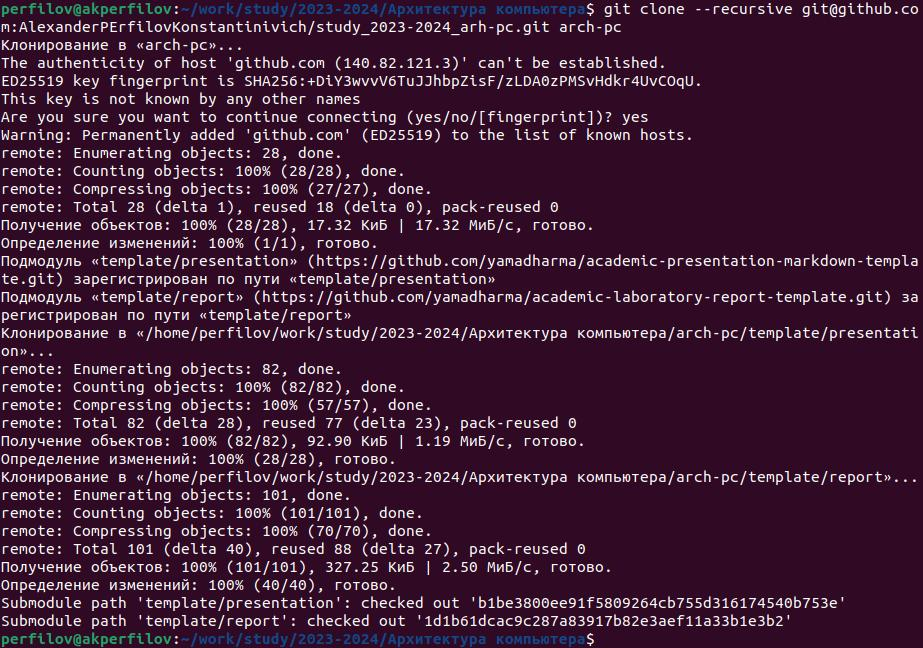 perfilov@akperfilov:~/work/study/2023-2024/Архитектура компьютера$ git clone --recursive git@github.co
m:AlexanderPErfilovKonstantinivich/study_2023-2024_arh-pc.git arch-pc
Клонирование в «arch-pc»...
The authenticity of host 'github.com (140.82.121.3)' can't be established.
ED25519 key fingerprint is SHA256:+DiY3wvvV6TuJJhbpZisF/zLDA0zPMSvHdkr4UvCOqU.
This key is not known by any other names
Are you sure you want to continue connecting (yes/no/[fingerprint])? yes
Warning: Permanently added 'github.com' (ED25519) to the list of known hosts.
remote: Enumerating objects: 28, done.
remote: Counting objects: 100% (28/28), done.
remote: Compressing objects: 100% (27/27), done.
remote: Total 28 (delta 1), reused 18 (delta 0), pack-reused 0
Получение объектов: 100% (28/28), 17.32 КиБ | 17.32 МиБ/с, готово.
Определение изменений: 100% (1/1), готово.
Подмодуль «template/presentation» (https://github.com/yamadharma/academic-presentation-markdown-templa
te.git) зарегистрирован по пути «template/presentation»
Подмодуль «template/report» (https://github.com/yamadharma/academic-laboratory-report-template.git) за
регистрирован по пути «template/report»
Клонирование в «/home/perfilov/work/study/2023-2024/Архитектура компьютера/arch-pc/template/presentati
on»...
remote: Enumerating objects: 82, done.
remote: Counting objects: 100% (82/82), done.
remote: Compressing objects: 100% (57/57), done.
remote: Total 82 (delta 28), reused 77 (delta 23), pack-reused 0
Получение объектов: 100% (82/82), 92.90 КиБ | 1.19 МиБ/с, готово.
Определение изменений: 100% (28/28), готово.
Клонирование в «/home/perfilov/work/study/2023-2024/Архитектура компьютера/arch-pc/template/report»...
remote: Enumerating objects: 101, done.
remote: Counting objects: 100% (101/101), done.
remote: Compressing objects: 100% (70/70), done.
remote: Total 101 (delta 40), reused 88 (delta 27), pack-reused 0
Получение объектов: 100% (101/101), 327.25 КиБ | 2.50 МиБ/с, готово.
Определение изменений: 100% (40/40), готово.
Submodule path 'template/presentation': checked out 'b1be3800ee91f5809264cb755d316174540b753e'
Submodule path 'template/report': checked out '1d1b61dcac9c287a83917b82e3aef11a33b1e3b2'
perfilov@akperfilov:~/work/study/2023-2024/Архитектура компьютера$